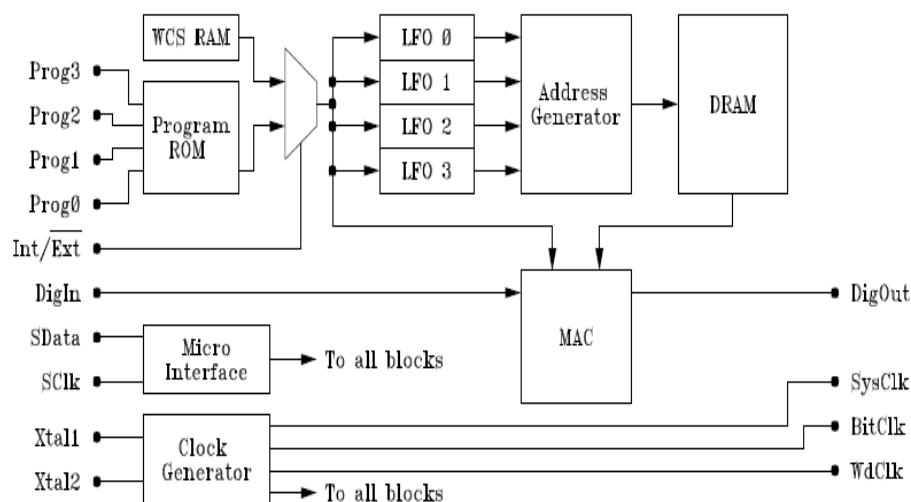 WCS RAM
LFO 0
LFO 1
LFO 2
LFO 3
Address
Generator
DRAM
Prog3
Prog2
Prog1
Prog0
Program
ROM
Int/Ext
DigIn
MAC
DigOut
SData
SClk
Micro
Interface
To all blocks
SysClk
BitClk
WdClk
Xtal1
Xtal2
Clock
Generator
To all blocks